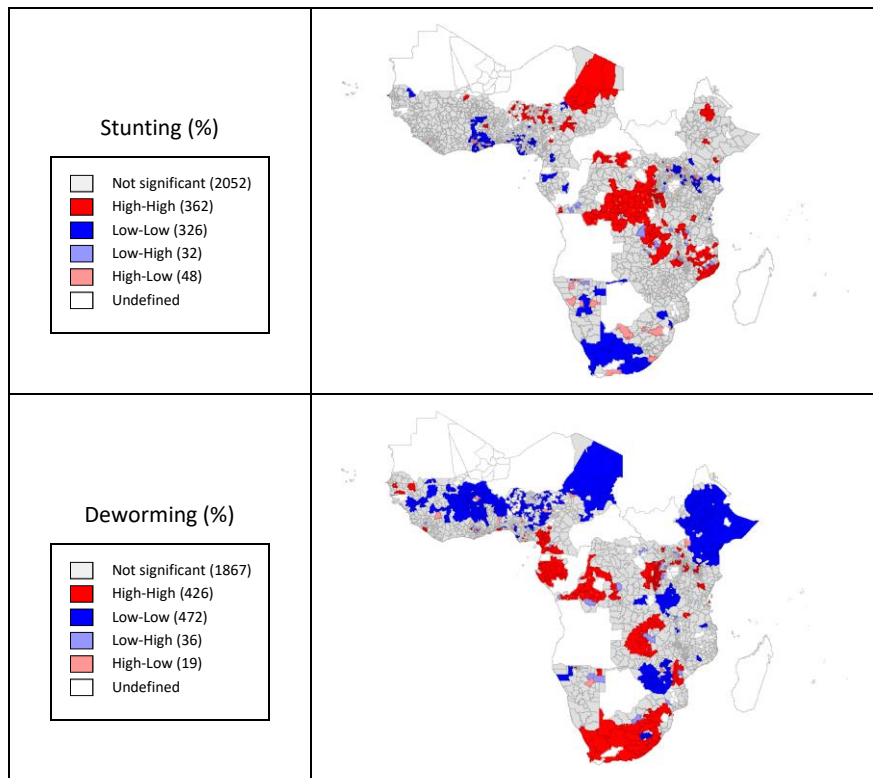 Stunting (%)
Not significant (2052)
High-High (362)
Low-Low (326)
Low-High (32)
High-Low (48)
Undefined
Deworming (%)
Not significant (1867)
High-High (426)
Low-Low (472)
Low-High (36)
High-Low (19)
Undefined